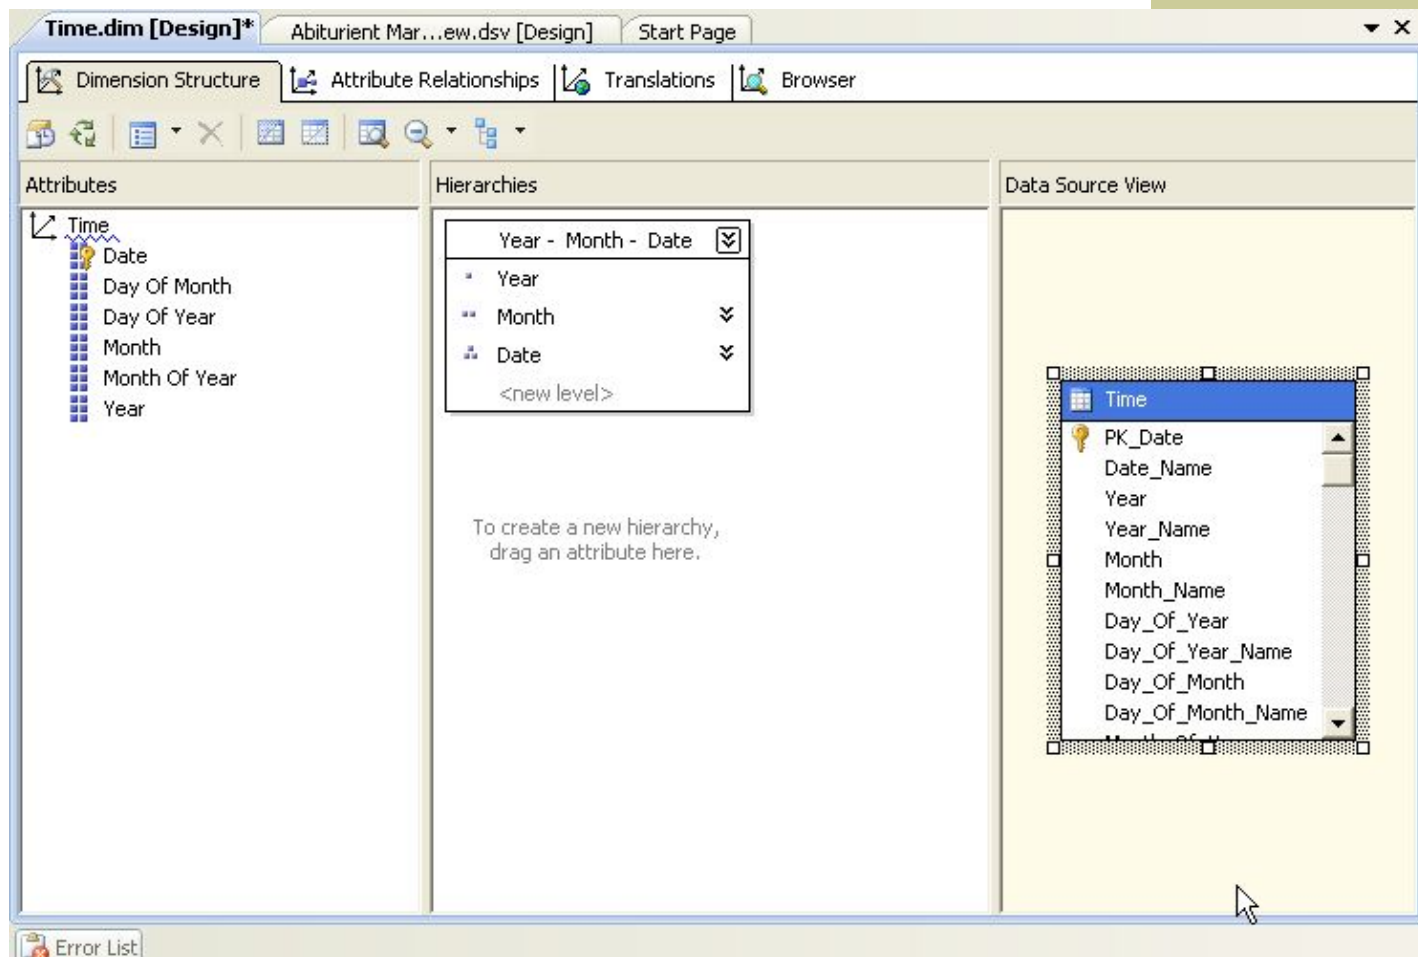 Time.dim [Design]* Abiturient Mar...ew.dsv [Design] Start Page
Dimension Structure Attribute Relationships Translations Browser
Attributes
Time
Date
Day Of Month
Day Of Year
Month
Month Of Year
Year
Hierarchies
Year - Month - Date
Year
Month
Date
<new level>
To create a new hierarchy,
drag an attribute here.
Data Source View
Time
PK_Date
Date_Name
Year
Year_Name
Month
Month_Name
Day_Of_Year
Day_Of_Year_Name
Day_Of_Month
Day_Of_Month_Name
Error List